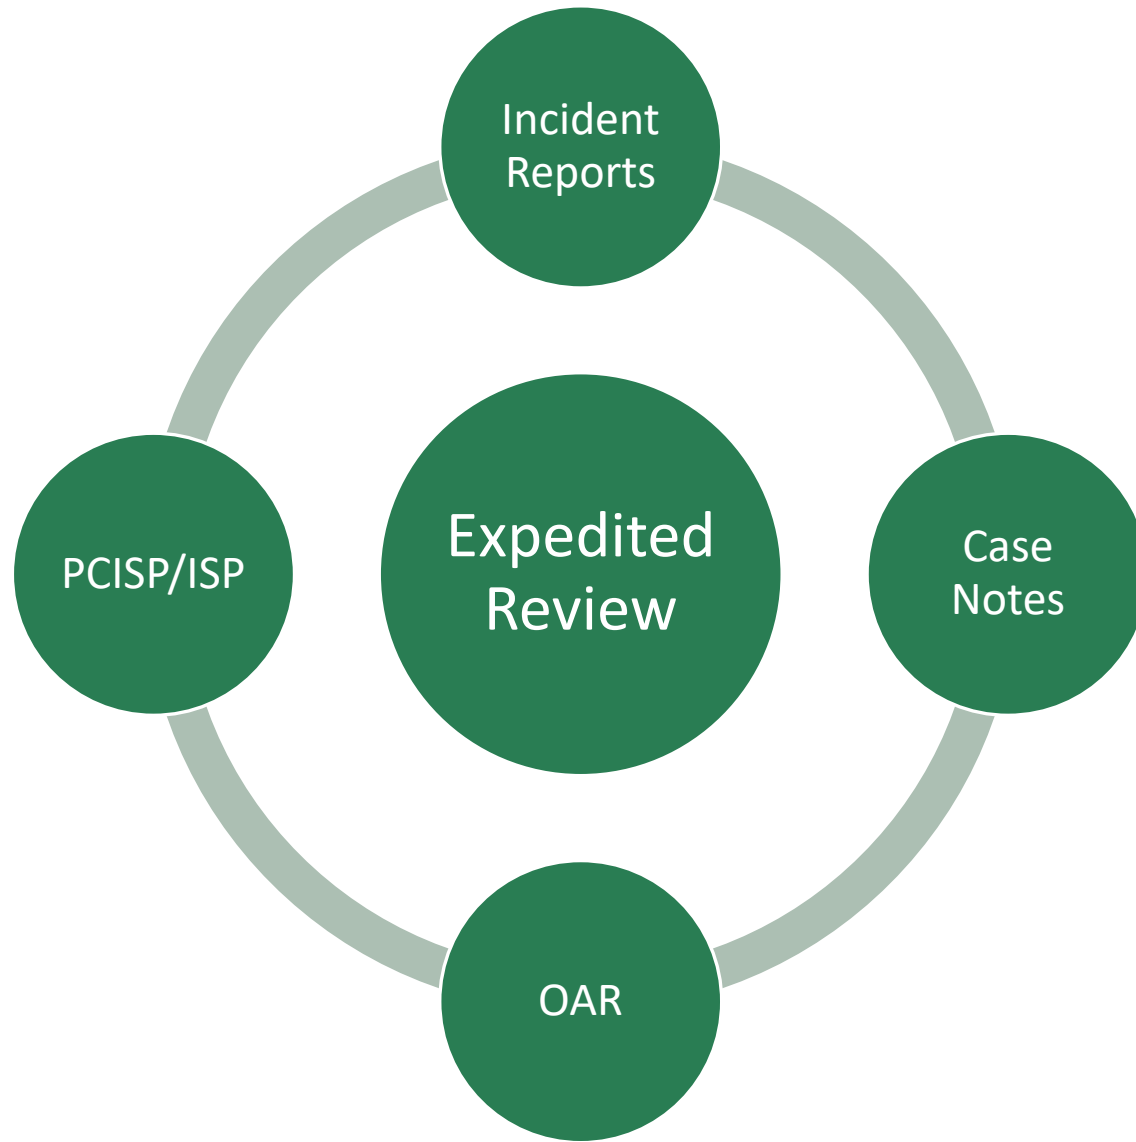 Incident
Reports
Expedited
Review
PCISP/ISP
Case
Notes
OAR